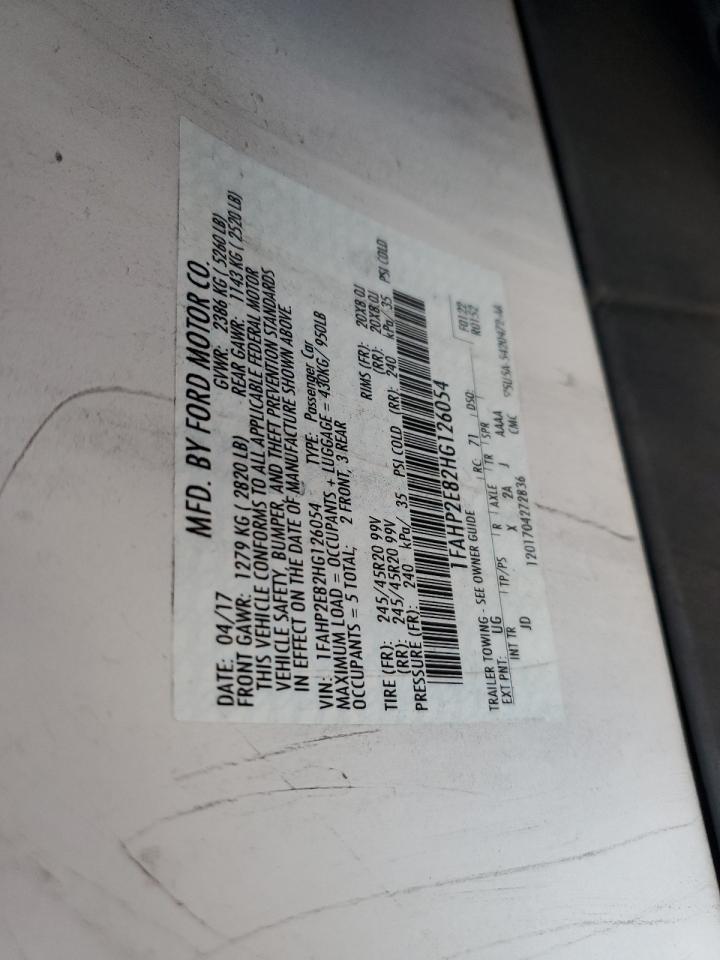 MFD. BY FORD MOTOR CO.
DATE: 04/17 GVWR: 2386 KG ( 5260 LB)
FRONT GAWR: 1279 KG ( 2820 LB) REAR GAWR: 1143 KG ( 2520 LB)
THIS VEHICLE CONFORMS TO ALL APPLICABLE FEDERAL MOTOR
VEHICLE SAFETY, BUMPER, AND THEFT PREVENTION STANDARDS
IN EFFECT ON THE DATE OF MANUFACTURE SHOWN ABOVE
VIN: 1FAHP2E82HG126054 TYPE: Passenger Car
MAXIMUM LOAD = OCCUPANTS + LUGGAGE = 430KG/ 950LB
OCCUPANTS = 5 TOTAL; 2 FRONT, 3 REAR
TIRE (FR): 245/45R20 99V RIMS (FR): 20X8.0J
(RR): 245/45R20 99V (RR): 20X8.0J
PRESSURE (FR): 240 kPa/ 35 PSI COLD (RR): 240 kPa/ 35 PSI COLD
1FAHP2E82HG126054
TRAILER TOWING - SEE OWNER GUIDE F0122
R0152
EXT PNT: UG RC: 71 DSO:
INT TR TP/PS R AXLE TR SPR
JD X 2A J AAAA
1201704272836 CMC